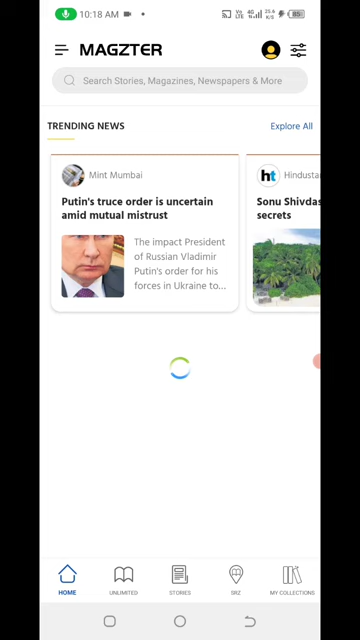 10:18 AM
MAGZTER
Search Stories, Magazines, Newspapers & More
TRENDING NEWS
Explore All
Mint Mumbai
Putin's truce order is uncertain
amid mutual mistrust
The impact President
of Russian Vladimir
Putin's order for his
forces in Ukraine to...
ht Hindustan
Sonu Shivdas
secrets
HOME
UNLIMITED
STORIES
SRZ
MY COLLECTIONS